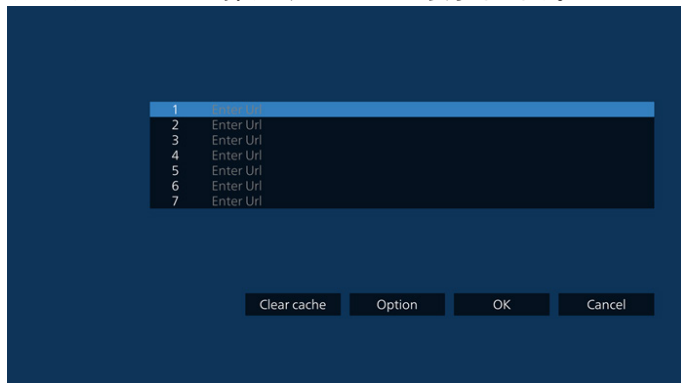 1 Enter Url
2 Enter Url
3 Enter Url
4 Enter Url
5 Enter Url
6 Enter Url
7 Enter Url
Clear cache Option OK Cancel